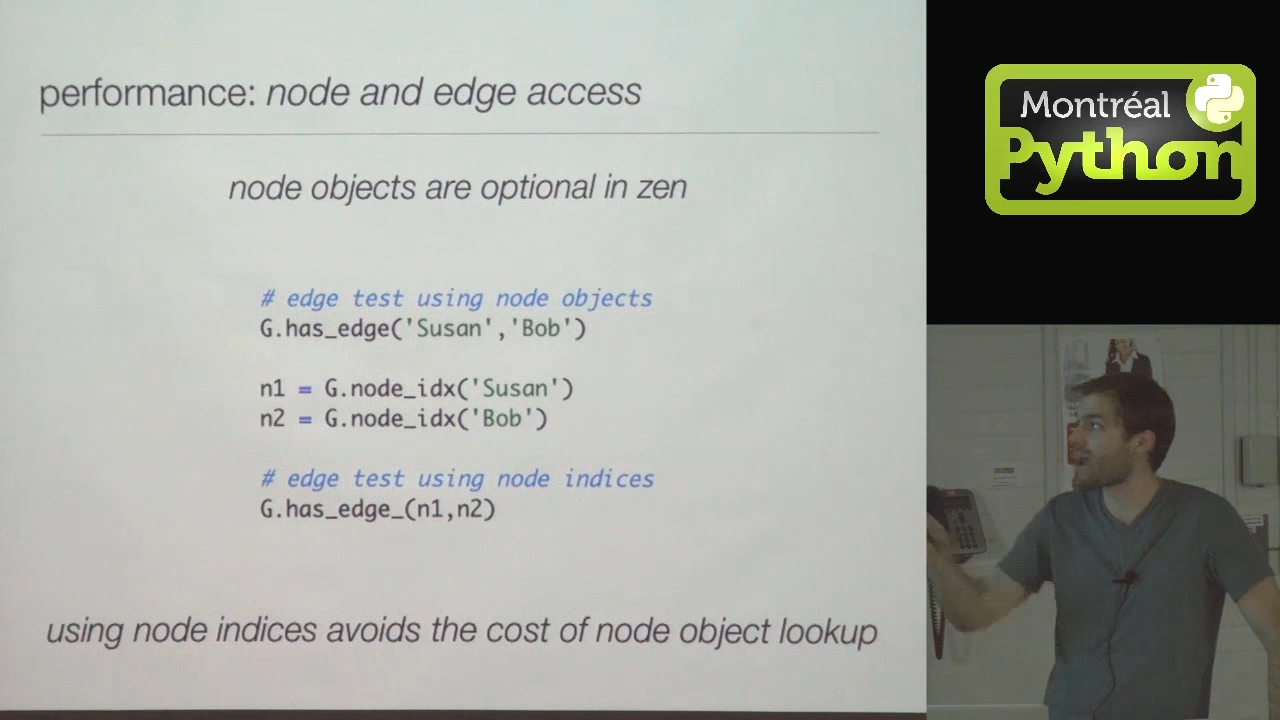 performance: node and edge access
node objects are optional in zen
# edge test using node objects
G.has_edge('Susan','Bob')
n1 = G.node_idx('Susan')
n2 = G.node_idx('Bob')
# edge test using node indices
G.has_edge_(n1,n2)
using node indices avoids the cost of node object lookup
Montréal
Python